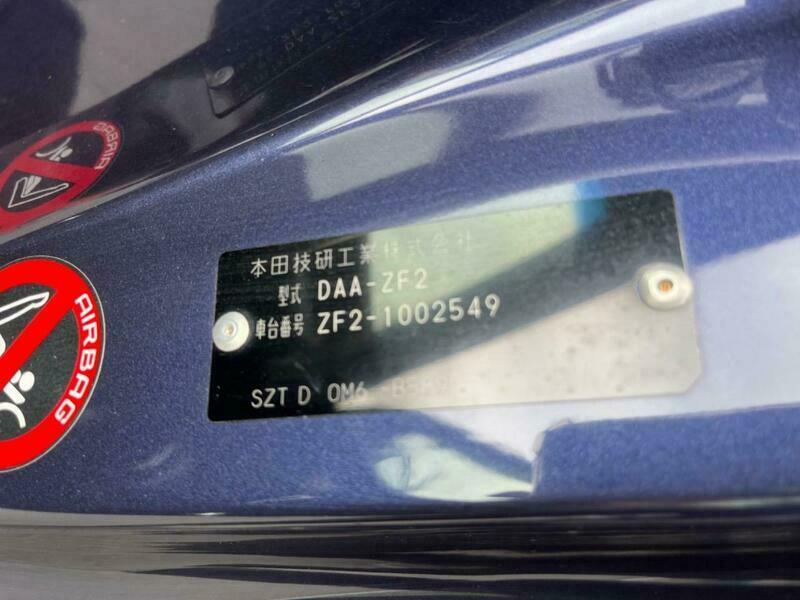 本田技研工業株式会社
型式 DAA-ZF2
車台番号 ZF2-1002549
SZT D 0M6
AIRBAG